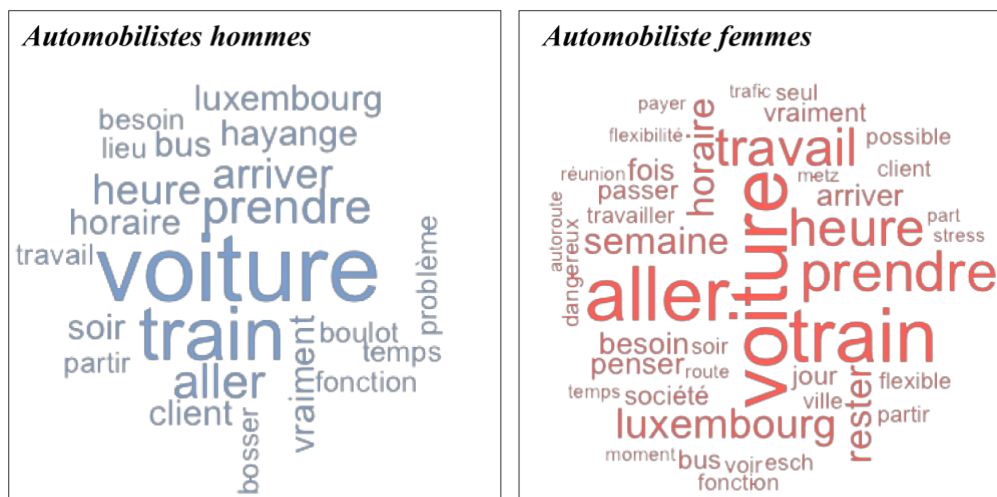 Automobilistes hommes
luxembourg
besoin
lieu bus hayange
arriver
heure
prendre
horaire
travail
voiture
problème
train
soir
boulot
partir
temps
aller
vraiment
fonction
client
bosser
Automobiliste femmes
trafic seul
payer
horaire
vraiment
flexibilité
travail
possible
réunion fois
metz
client
passer
arriver
travailler
voiture
heure
part
autoroute
semaine
stress
dangereux
aller
prendre
train
besoin soir
penser route
jour
flexible
temps société
ville
rester
partir
luxembourg
moment bus voir esch
fonction